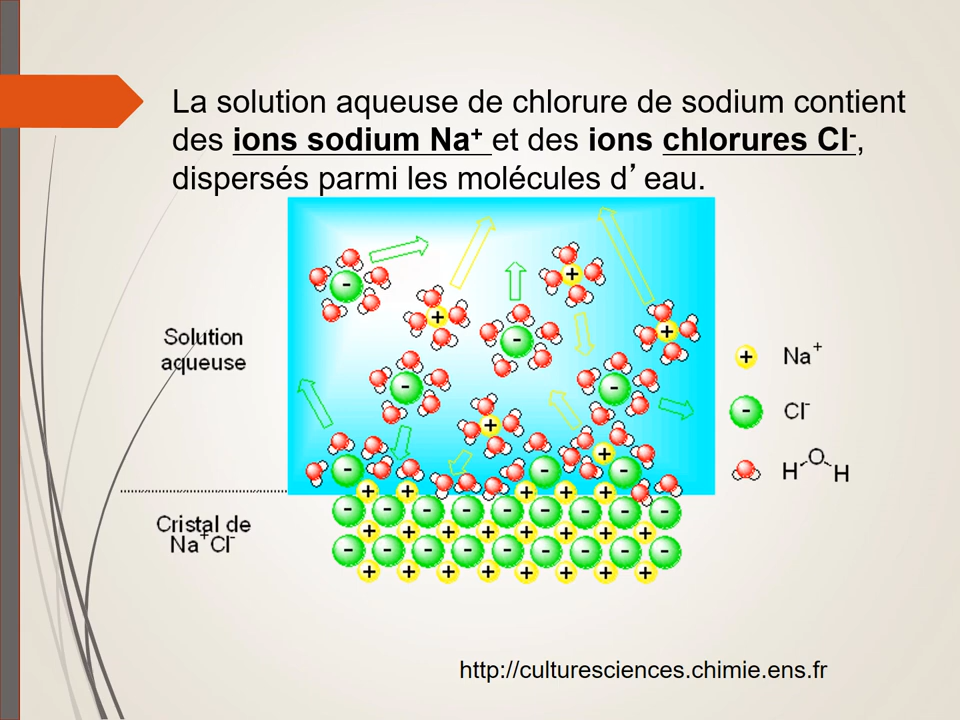 La solution aqueuse de chlorure de sodium contient
des ions sodium Na⁺ et des ions chlorures Cl⁻,
dispersés parmi les molécules d’eau.
Solution
aqueuse
Na⁺
Cl⁻
H O H
Cristal de
Na⁺Cl⁻
http://culturesciences.chimie.ens.fr